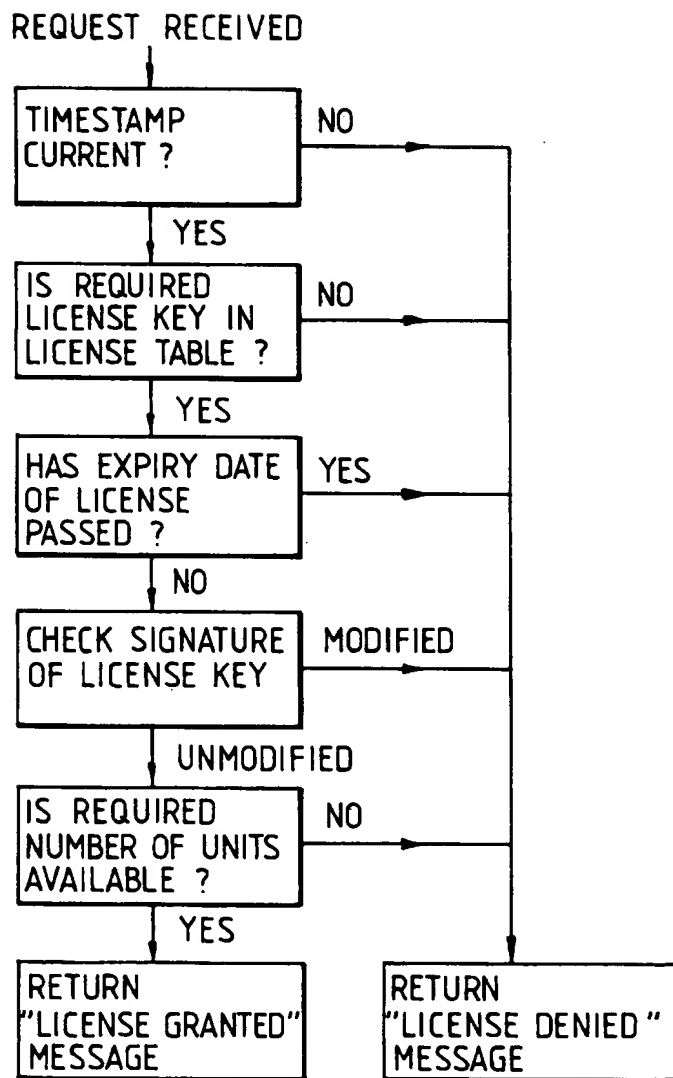 REQUEST RECEIVED
TIMESTAMP
CURRENT ?
NO
YES
IS REQUIRED
LICENSE KEY IN
LICENSE TABLE ?
NO
YES
HAS EXPIRY DATE
OF LICENSE
PASSED ?
YES
NO
CHECK SIGNATURE
OF LICENSE KEY
MODIFIED
UNMODIFIED
IS REQUIRED
NUMBER OF UNITS
AVAILABLE ?
NO
YES
RETURN
"LICENSE GRANTED"
MESSAGE
RETURN
"LICENSE DENIED"
MESSAGE